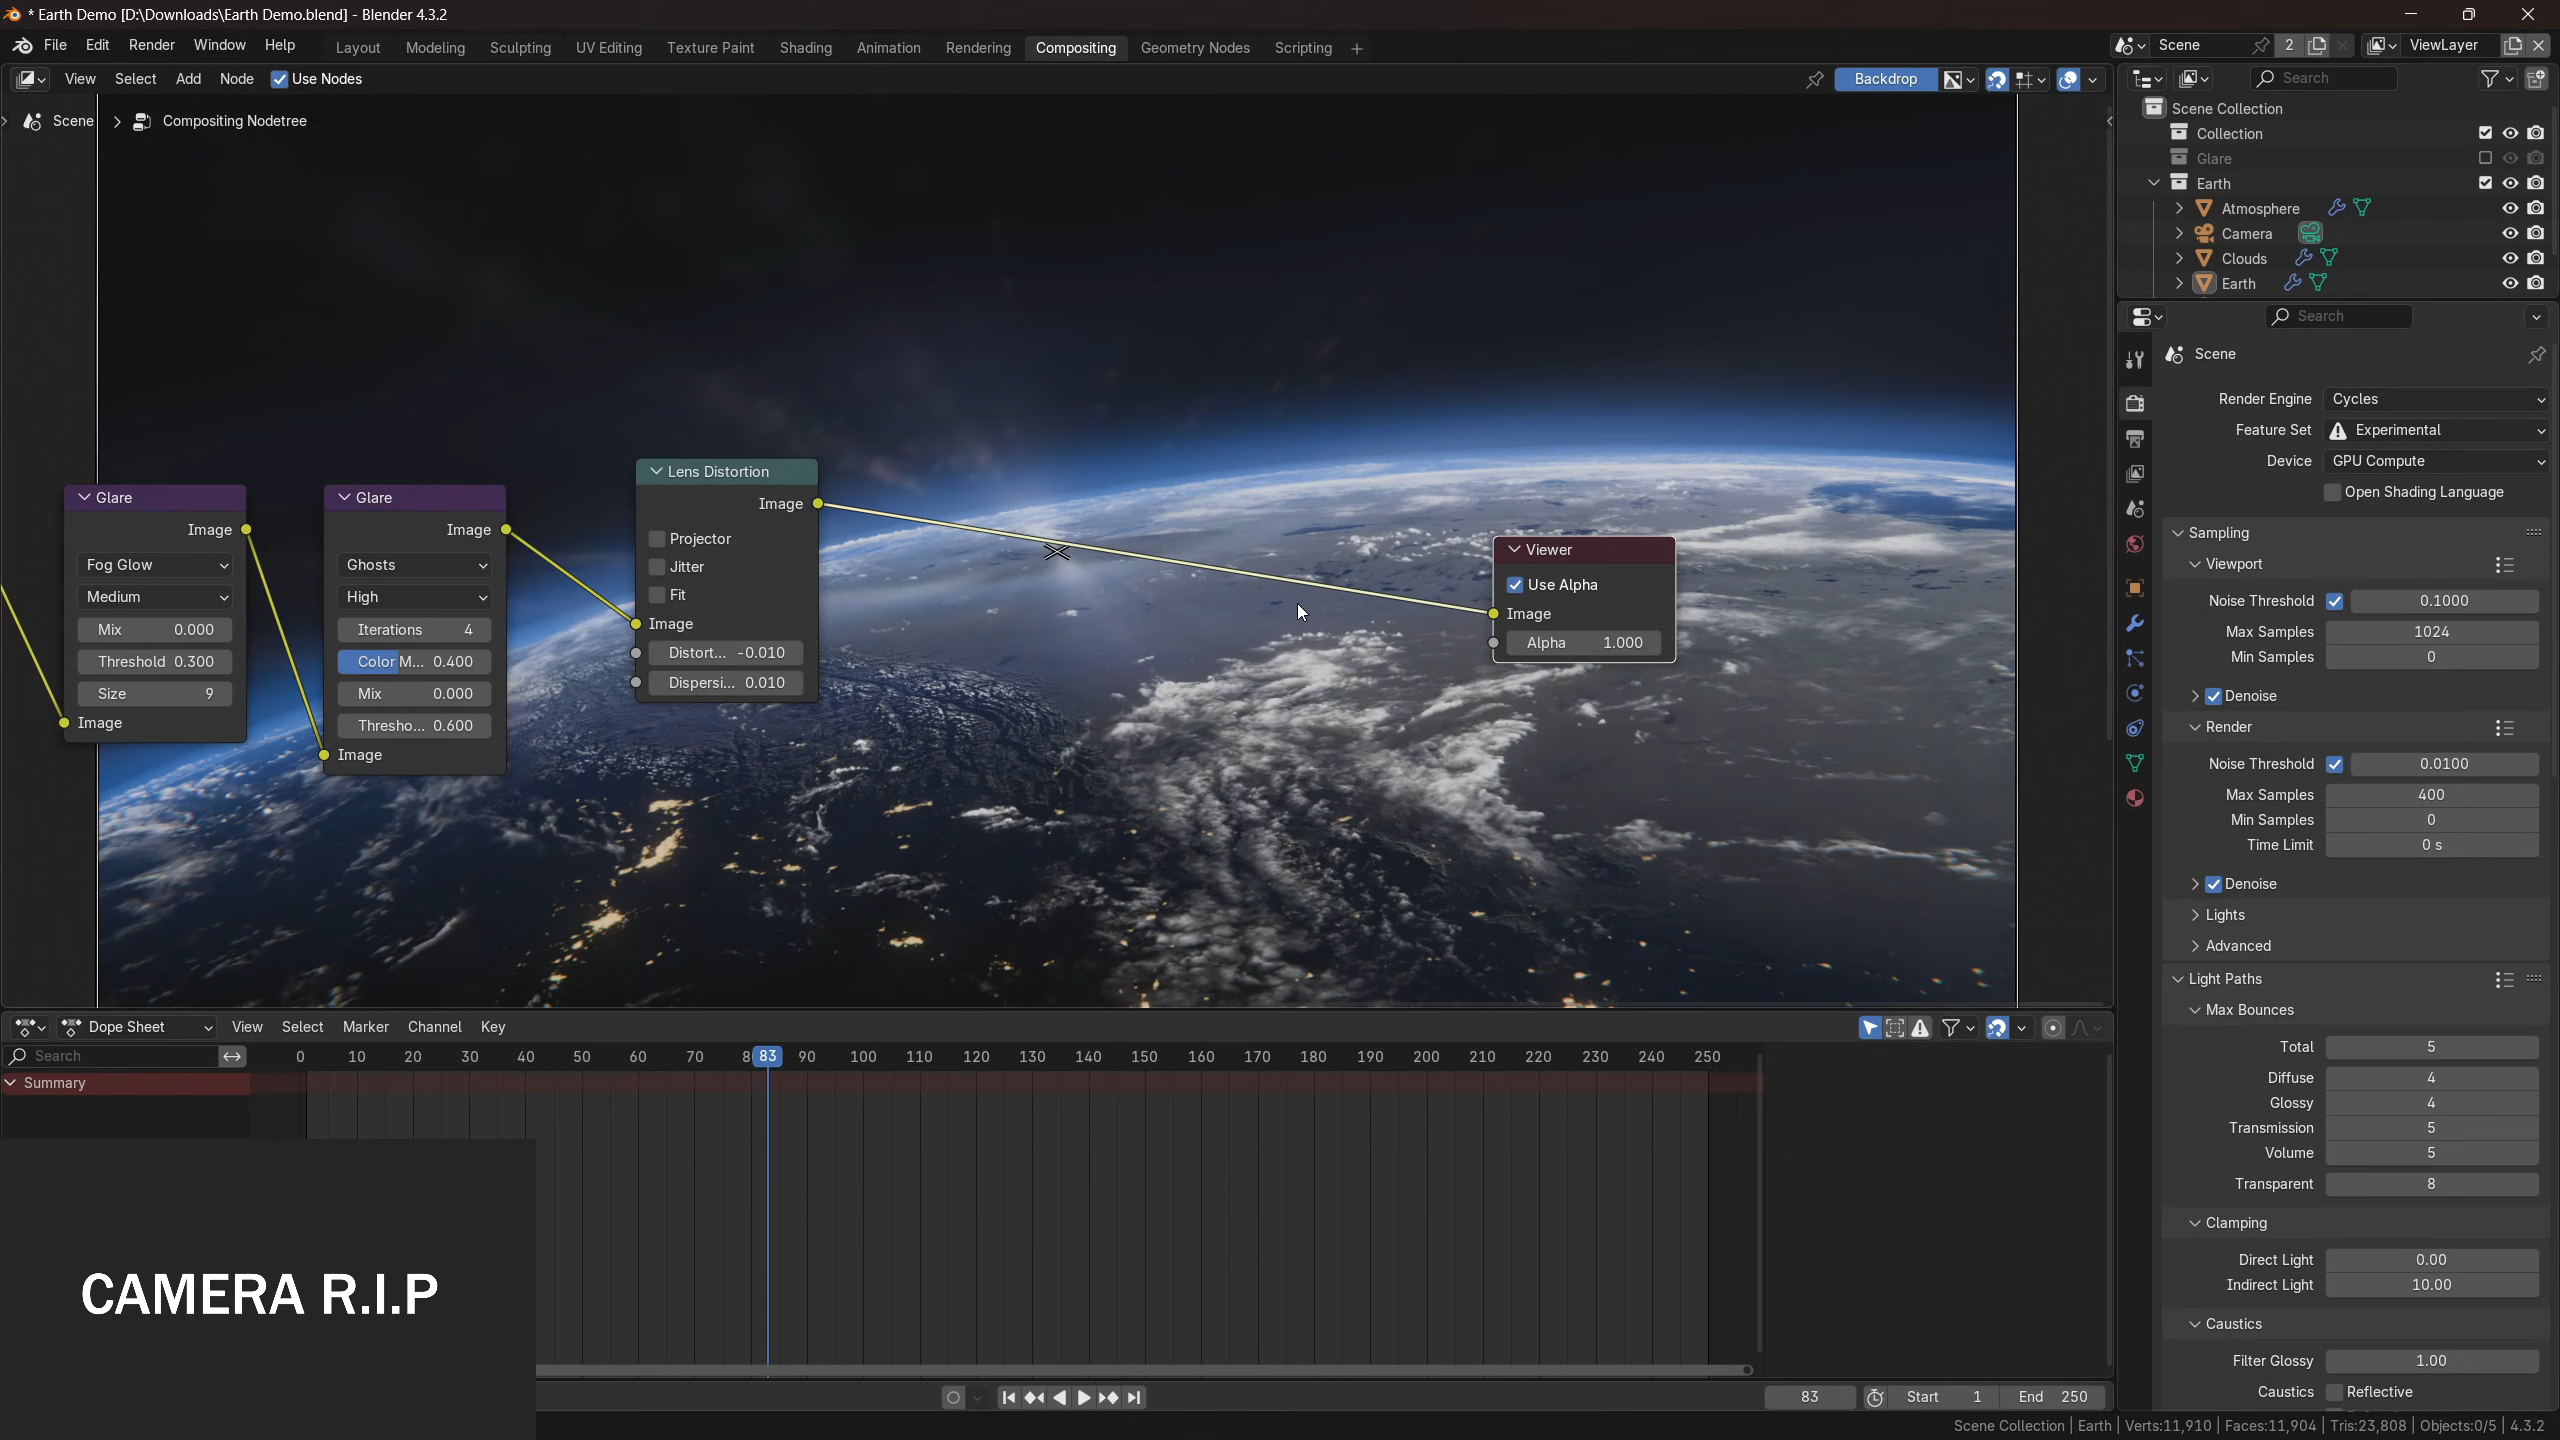 * Earth Demo [D:\Downloads\Earth Demo.blend] - Blender 4.3.2
File Edit Render Window Help Layout Modeling Sculpting UV Editing Texture Paint Shading Animation Rendering Compositing Geometry Nodes Scripting + Scene 2 ViewLayer
View Select Add Node Use Nodes Backdrop
Scene > Compositing Nodetree
Glare
Image
Fog Glow
Medium
Mix 0.000
Threshold 0.300
Size 9
Image
Glare
Image
Ghosts
High
Iterations 4
Color M... 0.400
Mix 0.000
Thresho... 0.600
Image
Lens Distortion
Image
Projector
Jitter
Fit
Image
Distort... -0.010
Dispersi... 0.010
Viewer
Use Alpha
Image
Alpha 1.000
Search
Scene Collection
Collection
Glare
Earth
Atmosphere
Camera
Clouds
Earth
Search
Scene
Render Engine Cycles
Feature Set Experimental
Device GPU Compute
Open Shading Language
Sampling
Viewport
Noise Threshold 0.1000
Max Samples 1024
Min Samples 0
Denoise
Render
Noise Threshold 0.0100
Max Samples 400
Min Samples 0
Time Limit 0 s
Denoise
Lights
Advanced
Light Paths
Max Bounces
Total 5
Diffuse 4
Glossy 4
Transmission 5
Volume 5
Transparent 8
Clamping
Direct Light 0.00
Indirect Light 10.00
Caustics
Filter Glossy 1.00
Caustics Reflective
Dope Sheet View Select Marker Channel Key
Search 0 10 20 30 40 50 60 70 8 83 90 100 110 120 130 140 150 160 170 180 190 200 210 220 230 240 250
Summary
CAMERA R.I.P
83 Start 1 End 250
Scene Collection | Earth | Verts:11,910 | Faces:11,904 | Tris:23,808 | Objects:0/5 | 4.3.2